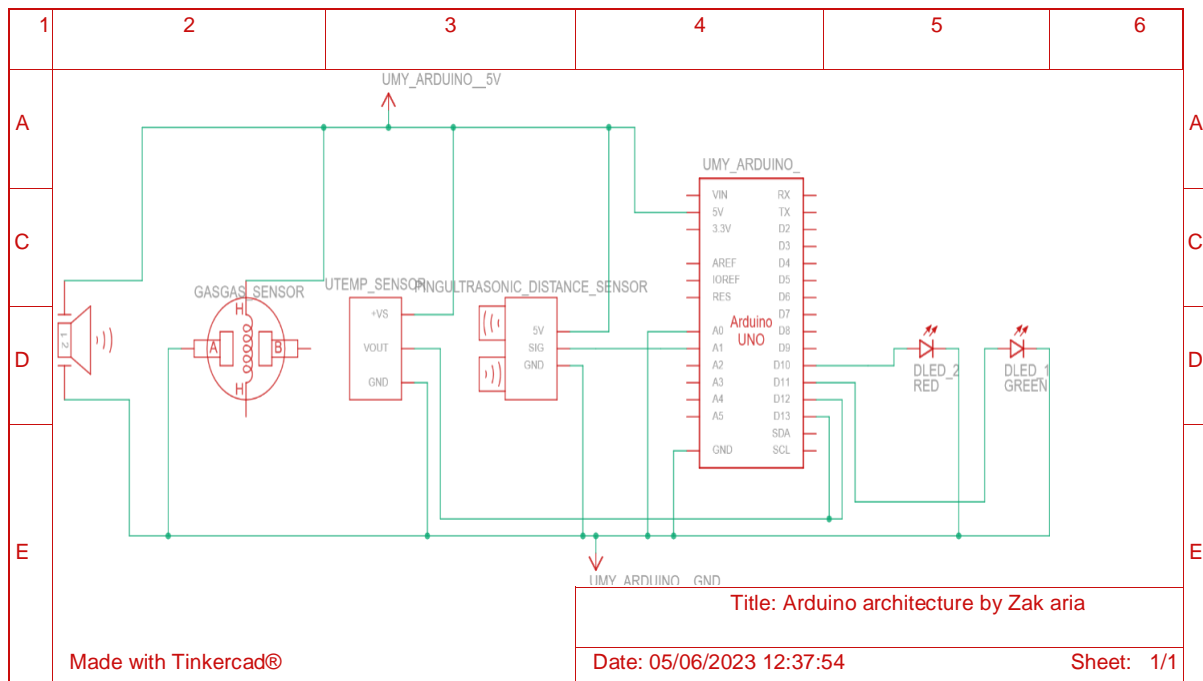 1 2 3 4 5 6
UMY_ARDUINO__5V
A A
UMY_ARDUINO_
VIN RX
5V TX
3.3V D2
D3
C C
AREF D4
IOREF D5
RES D6
GASGAS_SENSOR UTEMP_SENSOR PINGULTRASONIC_DISTANCE_SENSOR
H
+VS
D7
Arduino
UNO
5V
A0 D8
1 2
A B
VOUT
SIG
A1 D9
D D
GND
A2 D10
DLED_2 DLED_1
RED GREEN
GND
A3 D11
H
A4 D12
A5 D13
SDA
GND SCL
E E
UMY_ARDUINO__GND
Title: Arduino architecture by Zak aria
Made with Tinkercad®
Date: 05/06/2023 12:37:54 Sheet: 1/1